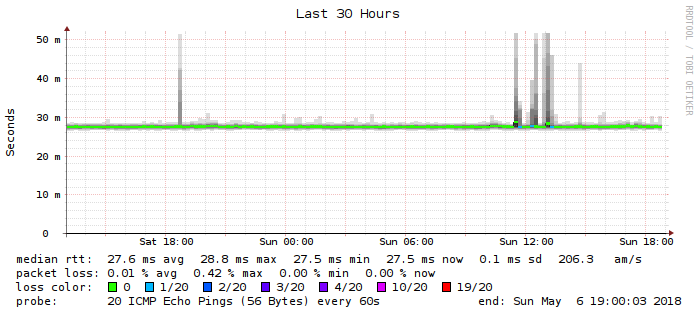 Last 30 Hours
RRDTOOL / TOBI OETIKER
Seconds
50 m
40 m
30 m
20 m
10 m
0
Sat 18:00 Sun 00:00 Sun 06:00 Sun 12:00 Sun 18:00
median rtt: 27.6 ms avg 28.8 ms max 27.5 ms min 27.5 ms now 0.1 ms sd 206.3 am/s
packet loss: 0.01 % avg 0.42 % max 0.00 % min 0.00 % now
loss color: 0 1/20 2/20 3/20 4/20 10/20 19/20
probe: 20 ICMP Echo Pings (56 Bytes) every 60s end: Sun May 6 19:00:03 2018